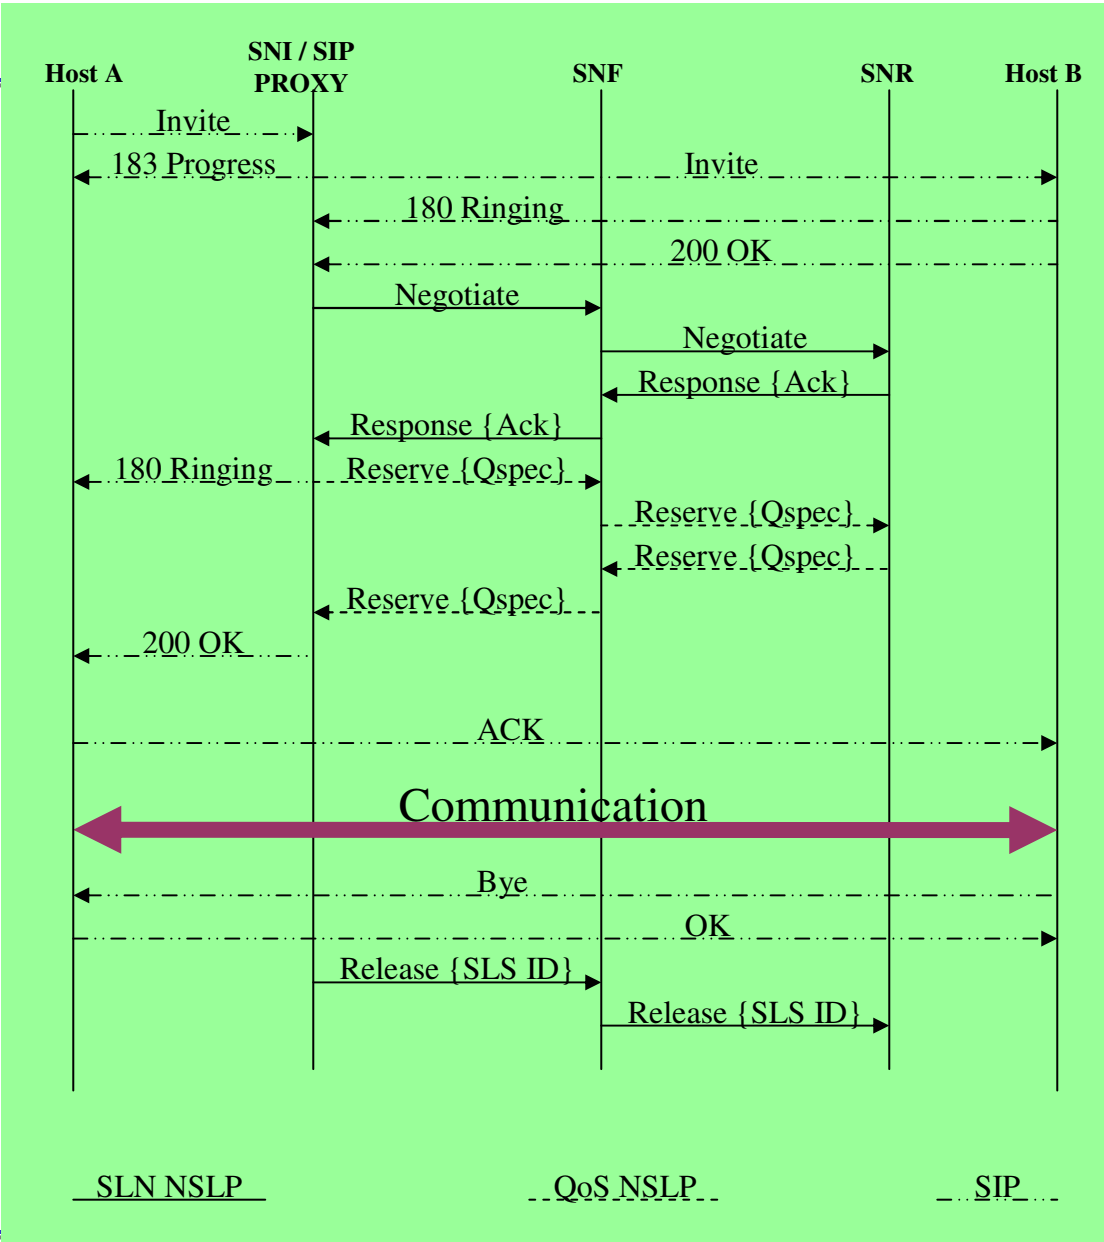 SNI / SIP
Host A PROXY SNF SNR Host B
Invite
183 Progress Invite
180 Ringing
200 OK
Negotiate
Negotiate
Response {Ack}
Response {Ack}
180 Ringing Reserve {Qspec}
Reserve {Qspec}
Reserve {Qspec}
Reserve {Qspec}
200 OK
ACK
Communication
Bye
OK
Release {SLS ID}
Release {SLS ID}
SLN NSLP QoS NSLP SIP